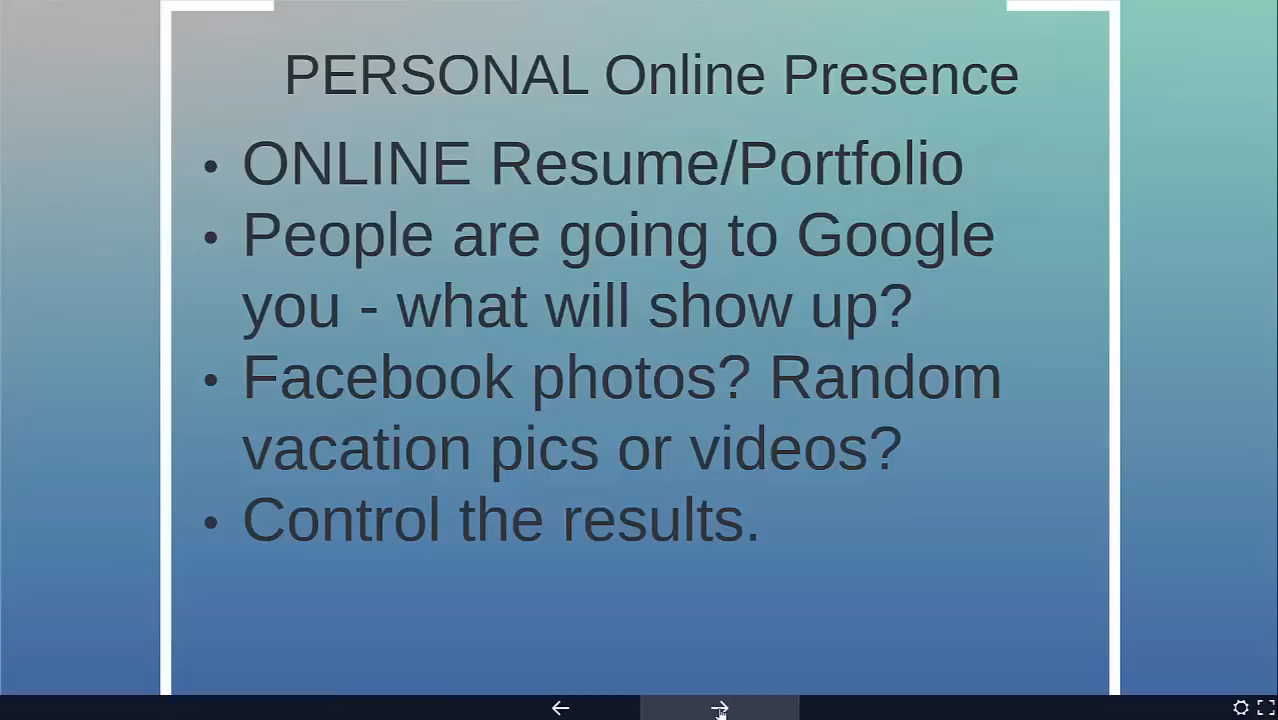 PERSONAL Online Presence
• ONLINE Resume/Portfolio
• People are going to Google
you - what will show up?
• Facebook photos? Random
vacation pics or videos?
• Control the results.